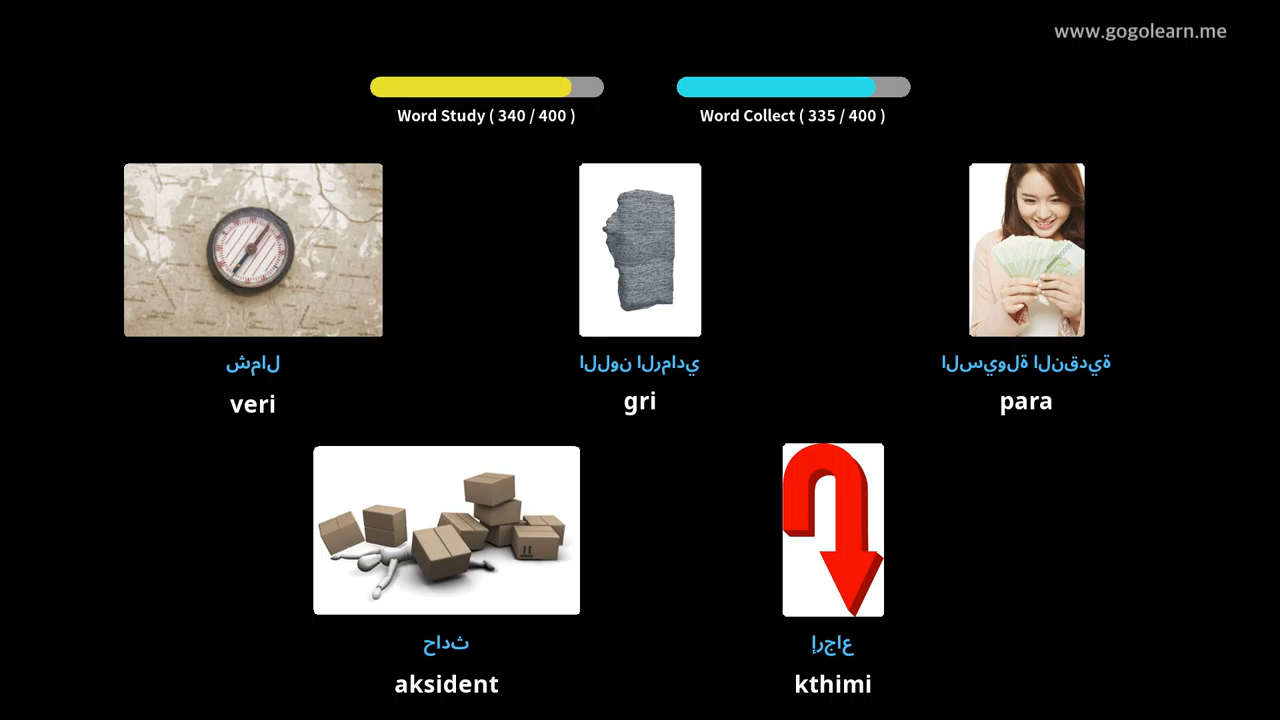 www.gogolearn.me
Word Study ( 340 / 400 )
Word Collect ( 335 / 400 )
شمال
veri
اللون الرمادي
gri
السيولة النقدية
para
حادث
aksident
إرجاع
kthimi